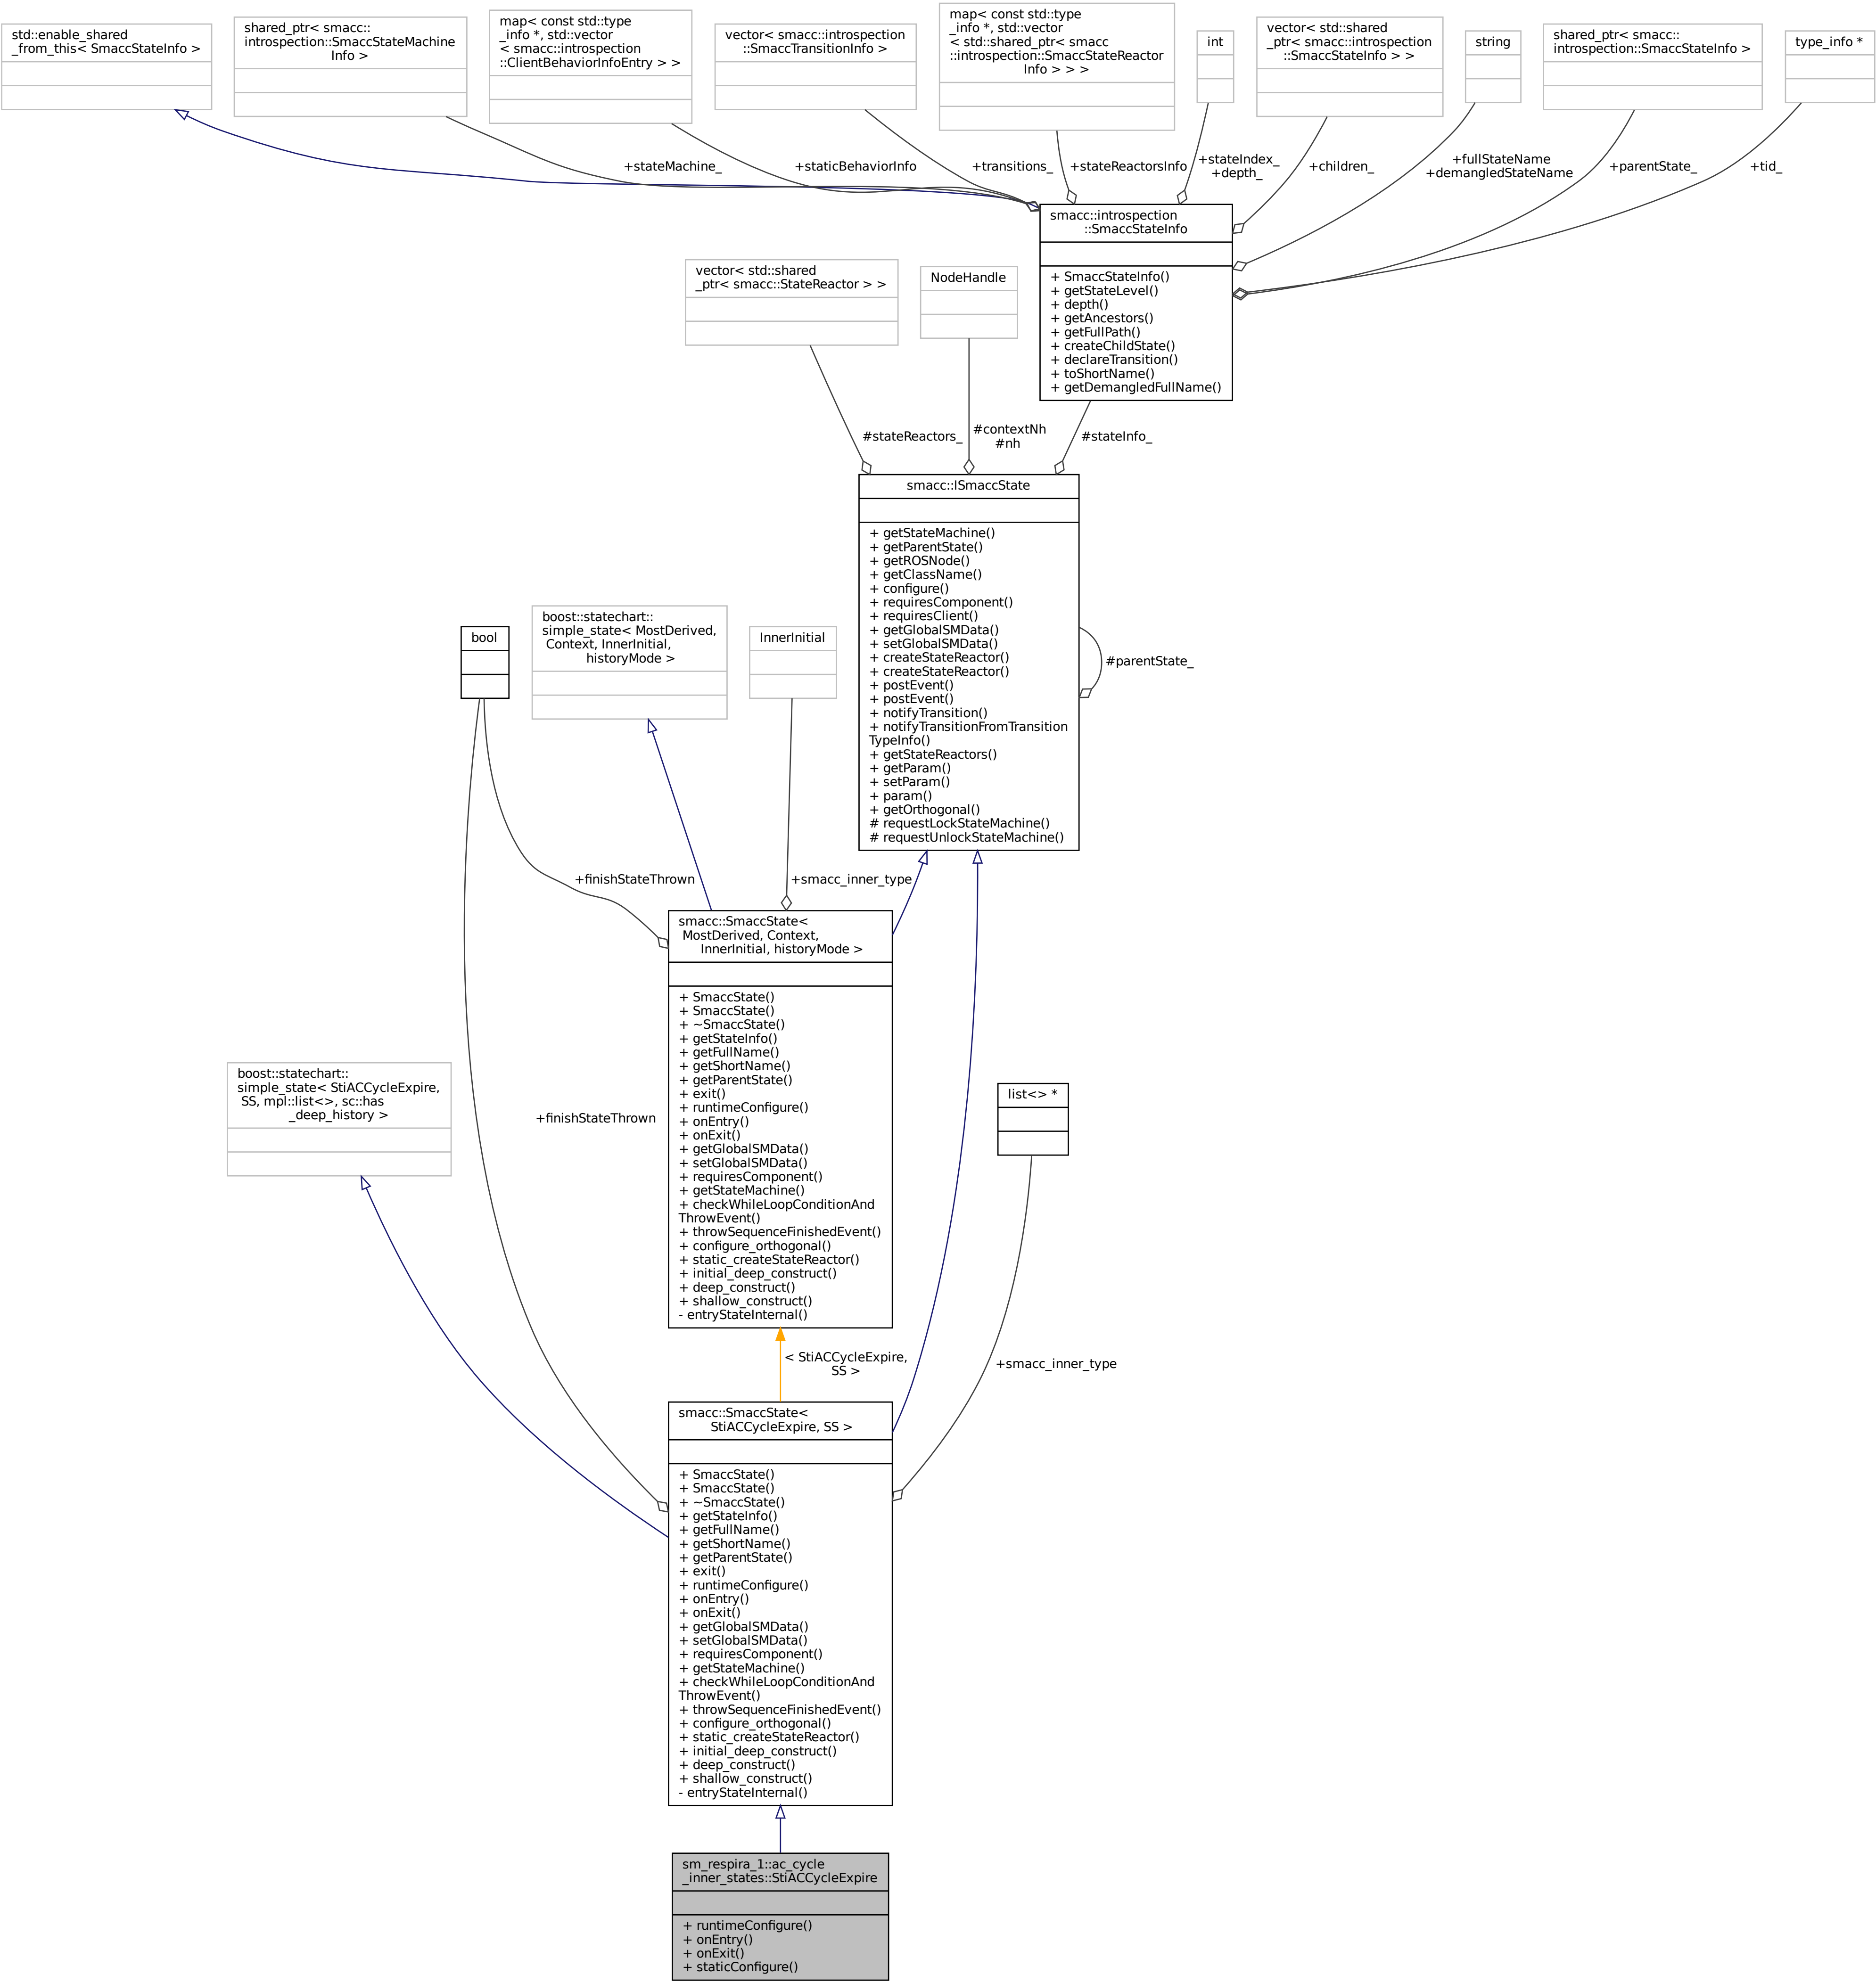 std::enable_shared
_from_this< SmaccStateInfo >
shared_ptr< smacc::
introspection::SmaccStateMachine
Info >
map< const std::type
_info *, std::vector
< smacc::introspection
::ClientBehaviorInfoEntry > >
vector< smacc::introspection
::SmaccTransitionInfo >
map< const std::type
_info *, std::vector
< std::shared_ptr< smacc
::introspection::SmaccStateReactor
Info > > >
int
vector< std::shared
_ptr< smacc::introspection
::SmaccStateInfo > >
string
shared_ptr< smacc::
introspection::SmaccStateInfo >
type_info *
+stateMachine_
+staticBehaviorInfo
+transitions_
+stateReactorsInfo
+stateIndex_
+depth_
+children_
+fullStateName
+demangledStateName
+parentState_
+tid_
smacc::introspection
::SmaccStateInfo
+ SmaccStateInfo()
+ getStateLevel()
+ depth()
+ getAncestors()
+ getFullPath()
+ createChildState()
+ declareTransition()
+ toShortName()
+ getDemangledFullName()
vector< std::shared
_ptr< smacc::StateReactor > >
NodeHandle
#stateReactors_
#contextNh
#nh
#stateInfo_
smacc::ISmaccState
+ getStateMachine()
+ getParentState()
+ getROSNode()
+ getClassName()
+ configure()
+ requiresComponent()
+ requiresClient()
+ getGlobalSMData()
+ setGlobalSMData()
+ createStateReactor()
+ createStateReactor()
+ postEvent()
+ postEvent()
+ notifyTransition()
+ notifyTransitionFromTransition
TypeInfo()
+ getStateReactors()
+ getParam()
+ setParam()
+ param()
+ getOrthogonal()
# requestLockStateMachine()
# requestUnlockStateMachine()
#parentState_
bool
boost::statechart::
simple_state< MostDerived,
Context, InnerInitial,
historyMode >
InnerInitial
+finishStateThrown
+smacc_inner_type
smacc::SmaccState<
MostDerived, Context,
InnerInitial, historyMode >
+ SmaccState()
+ SmaccState()
+ ~SmaccState()
+ getStateInfo()
+ getFullName()
+ getShortName()
+ getParentState()
+ exit()
+ runtimeConfigure()
+ onEntry()
+ onExit()
+ getGlobalSMData()
+ setGlobalSMData()
+ requiresComponent()
+ getStateMachine()
+ checkWhileLoopConditionAnd
ThrowEvent()
+ throwSequenceFinishedEvent()
+ configure_orthogonal()
+ static_createStateReactor()
+ initial_deep_construct()
+ deep_construct()
+ shallow_construct()
- entryStateInternal()
boost::statechart::
simple_state< StiACCycleExpire,
SS, mpl::list<>, sc::has
_deep_history >
+finishStateThrown
list<> *
< StiACCycleExpire,
SS >
+smacc_inner_type
smacc::SmaccState<
StiACCycleExpire, SS >
+ SmaccState()
+ SmaccState()
+ ~SmaccState()
+ getStateInfo()
+ getFullName()
+ getShortName()
+ getParentState()
+ exit()
+ runtimeConfigure()
+ onEntry()
+ onExit()
+ getGlobalSMData()
+ setGlobalSMData()
+ requiresComponent()
+ getStateMachine()
+ checkWhileLoopConditionAnd
ThrowEvent()
+ throwSequenceFinishedEvent()
+ configure_orthogonal()
+ static_createStateReactor()
+ initial_deep_construct()
+ deep_construct()
+ shallow_construct()
- entryStateInternal()
sm_respira_1::ac_cycle
_inner_states::StiACCycleExpire
+ runtimeConfigure()
+ onEntry()
+ onExit()
+ staticConfigure()